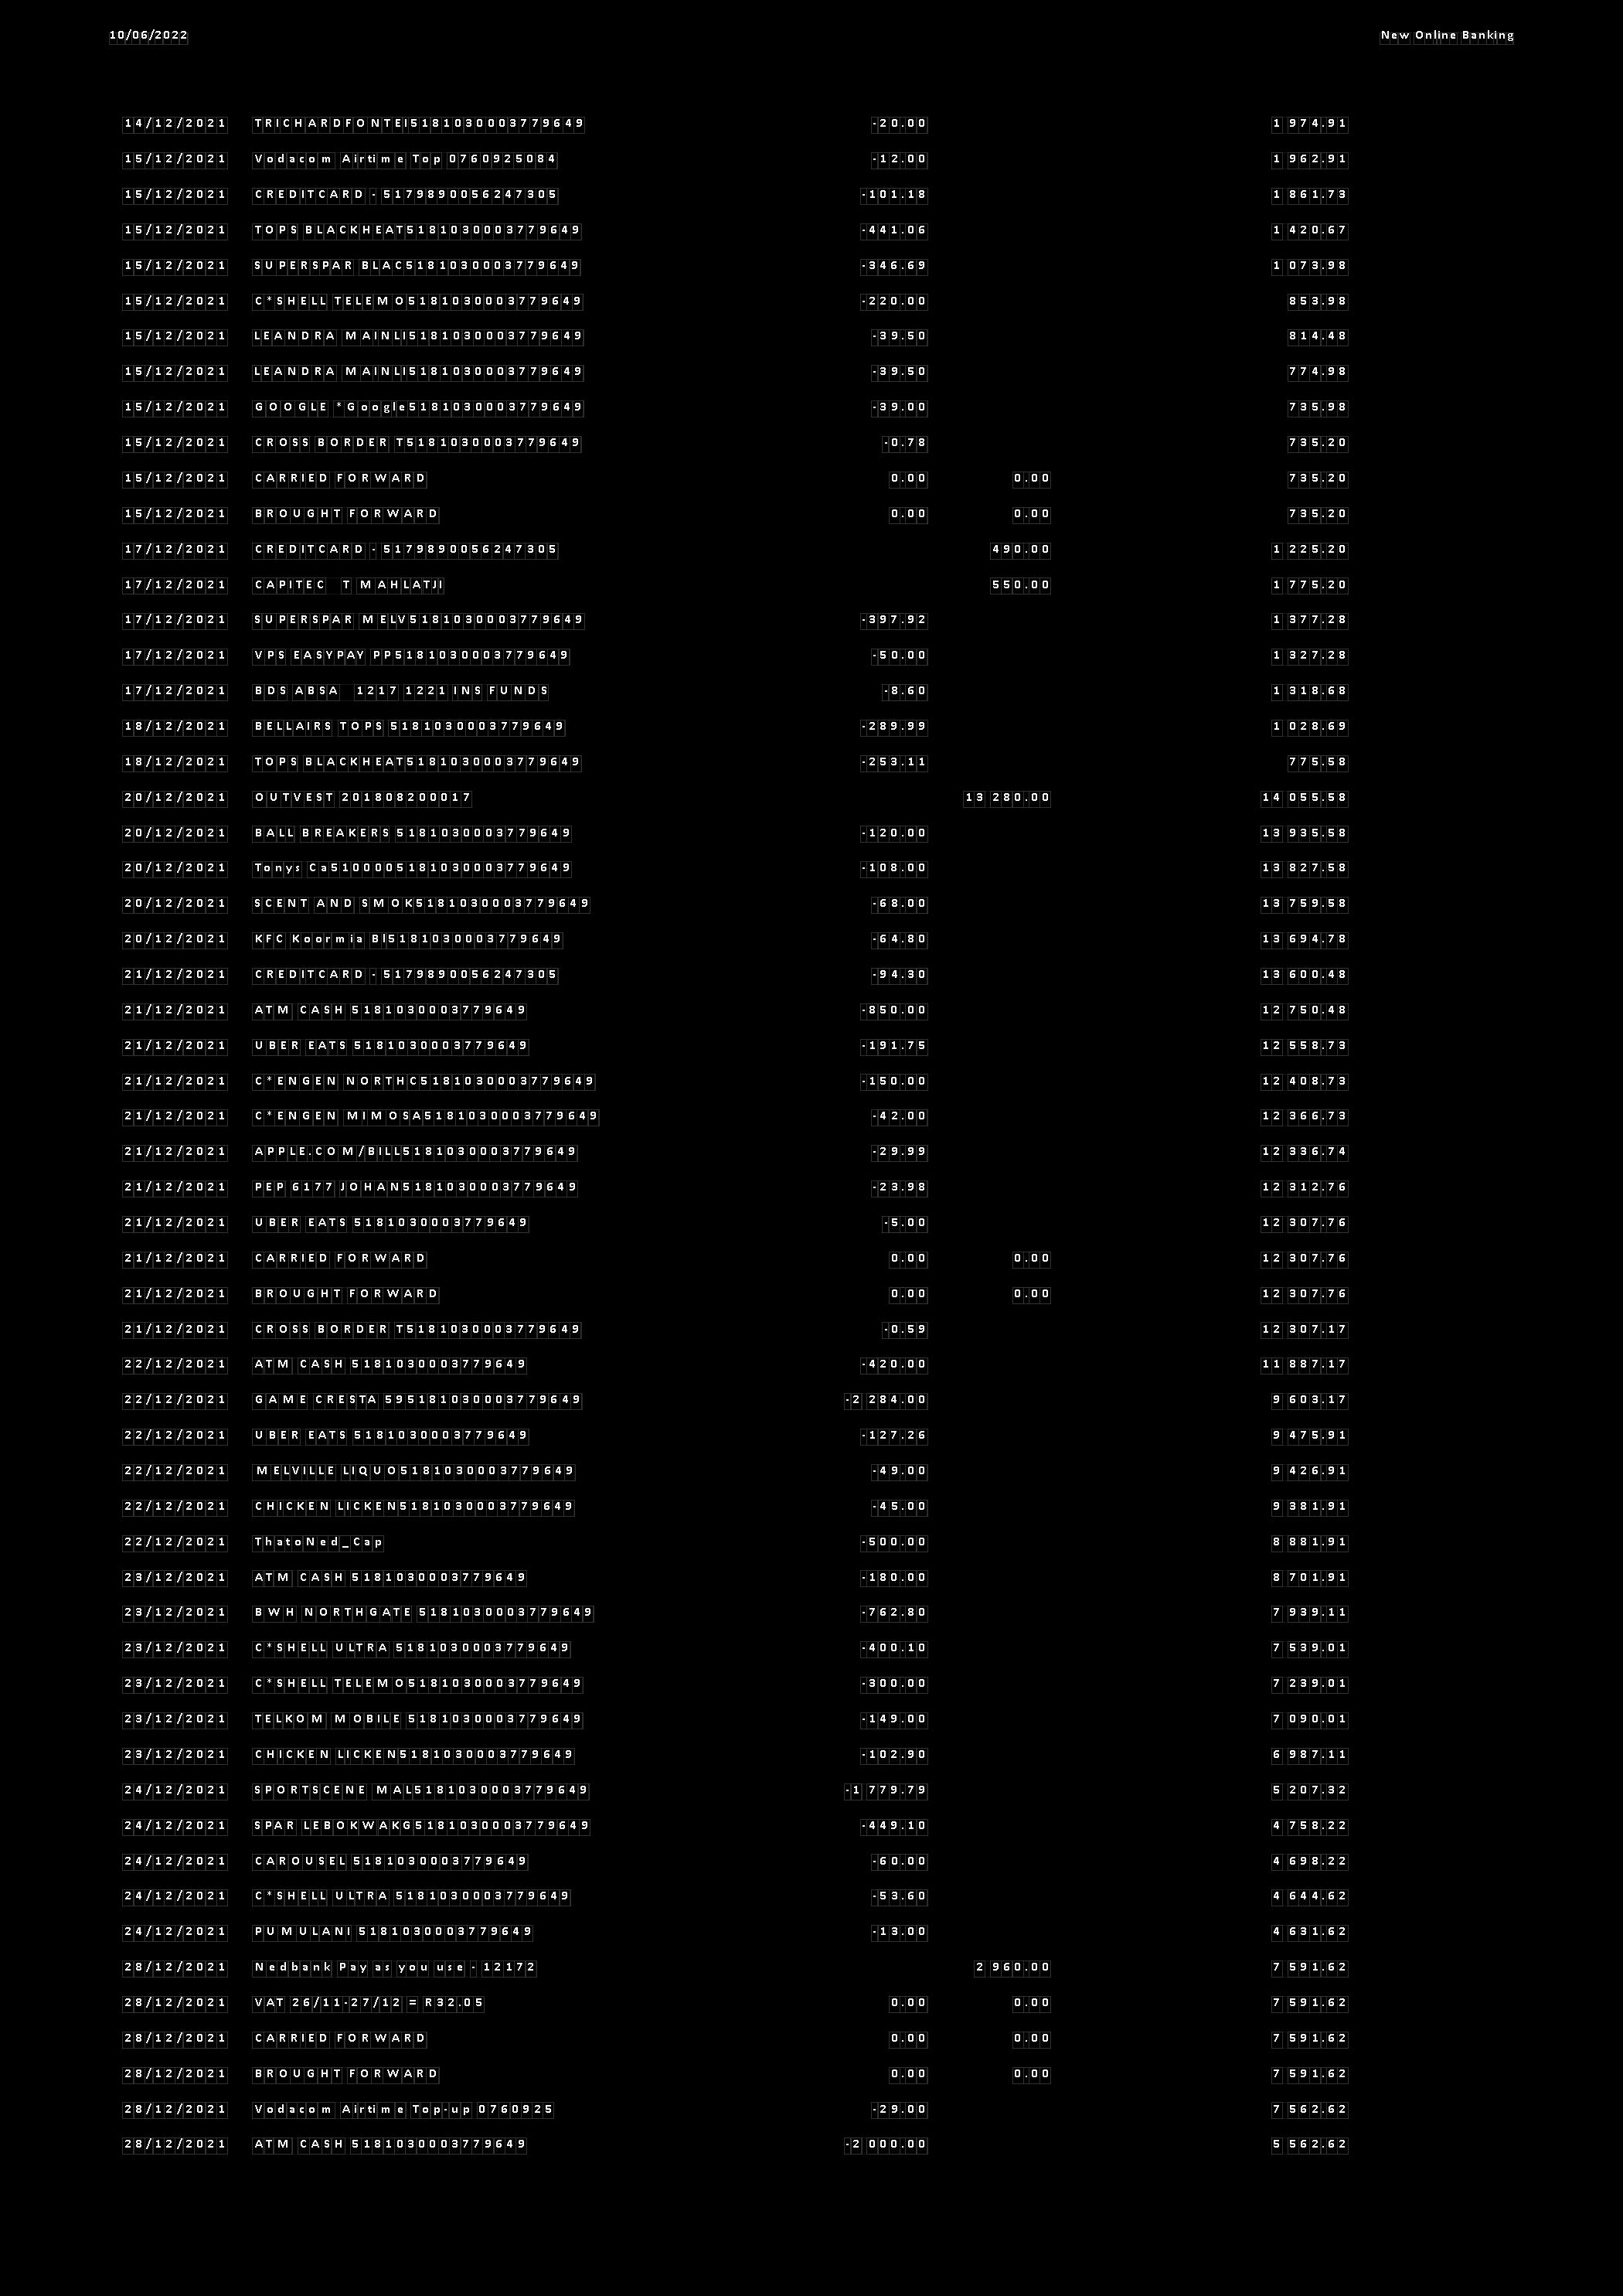 10/06/2022 New Online Banking
14/12/2021 TRICHARDFONTEI5181030003779649 -20.00 1 974.91
15/12/2021 Vodacom Airtime Top 0760925084 -12.00 1 962.91
15/12/2021 CREDITCARD - 5179890056247305 -101.18 1 861.73
15/12/2021 TOPS BLACKHEAT5181030003779649 -441.06 1 420.67
15/12/2021 SUPERSPAR BLAC5181030003779649 -346.69 1 073.98
15/12/2021 C*SHELL TELEMO5181030003779649 -220.00 853.98
15/12/2021 LEANDRA MAINLI5181030003779649 -39.50 814.48
15/12/2021 LEANDRA MAINLI5181030003779649 -39.50 774.98
15/12/2021 GOOGLE *Google5181030003779649 -39.00 735.98
15/12/2021 CROSS BORDER T5181030003779649 -0.78 735.20
15/12/2021 CARRIED FORWARD 0.00 0.00 735.20
15/12/2021 BROUGHT FORWARD 0.00 0.00 735.20
17/12/2021 CREDITCARD - 5179890056247305 490.00 1 225.20
17/12/2021 CAPITEC T MAHLATJI 550.00 1 775.20
17/12/2021 SUPERSPAR MELV5181030003779649 -397.92 1 377.28
17/12/2021 VPS EASYPAY PP5181030003779649 -50.00 1 327.28
17/12/2021 BDS ABSA 1217 1221 INS FUNDS -8.60 1 318.68
18/12/2021 BELLAIRS TOPS 5181030003779649 -289.99 1 028.69
18/12/2021 TOPS BLACKHEAT5181030003779649 -253.11 775.58
20/12/2021 OUTVEST 201808200017 13 280.00 14 055.58
20/12/2021 BALL BREAKERS 5181030003779649 -120.00 13 935.58
20/12/2021 Tonys Ca5100005181030003779649 -108.00 13 827.58
20/12/2021 SCENT AND SMOK5181030003779649 -68.00 13 759.58
20/12/2021 KFC Koormia Bl5181030003779649 -64.80 13 694.78
21/12/2021 CREDITCARD - 5179890056247305 -94.30 13 600.48
21/12/2021 ATM CASH 5181030003779649 -850.00 12 750.48
21/12/2021 UBER EATS 5181030003779649 -191.75 12 558.73
21/12/2021 C*ENGEN NORTHC5181030003779649 -150.00 12 408.73
21/12/2021 C*ENGEN MIMOSA5181030003779649 -42.00 12 366.73
21/12/2021 APPLE.COM/BILL5181030003779649 -29.99 12 336.74
21/12/2021 PEP 6177 JOHAN5181030003779649 -23.98 12 312.76
21/12/2021 UBER EATS 5181030003779649 -5.00 12 307.76
21/12/2021 CARRIED FORWARD 0.00 0.00 12 307.76
21/12/2021 BROUGHT FORWARD 0.00 0.00 12 307.76
21/12/2021 CROSS BORDER T5181030003779649 -0.59 12 307.17
22/12/2021 ATM CASH 5181030003779649 -420.00 11 887.17
22/12/2021 GAME CRESTA 595181030003779649 -2 284.00 9 603.17
22/12/2021 UBER EATS 5181030003779649 -127.26 9 475.91
22/12/2021 MELVILLE LIQUO5181030003779649 -49.00 9 426.91
22/12/2021 CHICKEN LICKEN5181030003779649 -45.00 9 381.91
22/12/2021 ThatoNed_Cap -500.00 8 881.91
23/12/2021 ATM CASH 5181030003779649 -180.00 8 701.91
23/12/2021 BWH NORTHGATE 5181030003779649 -762.80 7 939.11
23/12/2021 C*SHELL ULTRA 5181030003779649 -400.10 7 539.01
23/12/2021 C*SHELL TELEMO5181030003779649 -300.00 7 239.01
23/12/2021 TELKOM MOBILE 5181030003779649 -149.00 7 090.01
23/12/2021 CHICKEN LICKEN5181030003779649 -102.90 6 987.11
24/12/2021 SPORTSCENE MAL5181030003779649 -1 779.79 5 207.32
24/12/2021 SPAR LEBOKWAKG5181030003779649 -449.10 4 758.22
24/12/2021 CAROUSEL 5181030003779649 -60.00 4 698.22
24/12/2021 C*SHELL ULTRA 5181030003779649 -53.60 4 644.62
24/12/2021 PUMULANI 5181030003779649 -13.00 4 631.62
28/12/2021 Nedbank Pay as you use - 12172 2 960.00 7 591.62
28/12/2021 VAT 26/11-27/12 = R32.05 0.00 0.00 7 591.62
28/12/2021 CARRIED FORWARD 0.00 0.00 7 591.62
28/12/2021 BROUGHT FORWARD 0.00 0.00 7 591.62
28/12/2021 Vodacom Airtime Top-up 0760925 -29.00 7 562.62
28/12/2021 ATM CASH 5181030003779649 -2 000.00 5 562.62